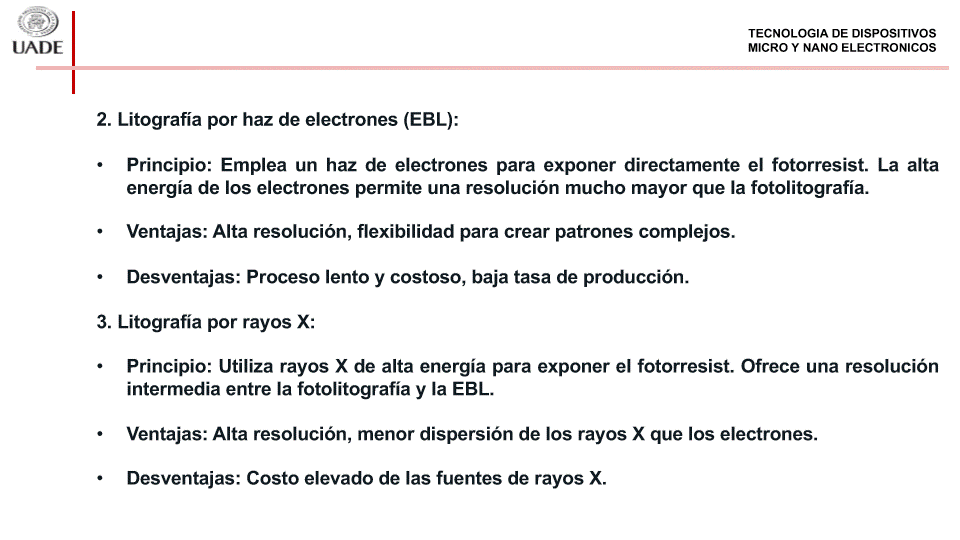 UADE
TECNOLOGIA DE DISPOSITIVOS
MICRO Y NANO ELECTRONICOS
2. Litografía por haz de electrones (EBL):
• Principio: Emplea un haz de electrones para exponer directamente el fotorresist. La alta
energía de los electrones permite una resolución mucho mayor que la fotolitografía.
• Ventajas: Alta resolución, flexibilidad para crear patrones complejos.
• Desventajas: Proceso lento y costoso, baja tasa de producción.
3. Litografía por rayos X:
• Principio: Utiliza rayos X de alta energía para exponer el fotorresist. Ofrece una resolución
intermedia entre la fotolitografía y la EBL.
• Ventajas: Alta resolución, menor dispersión de los rayos X que los electrones.
• Desventajas: Costo elevado de las fuentes de rayos X.